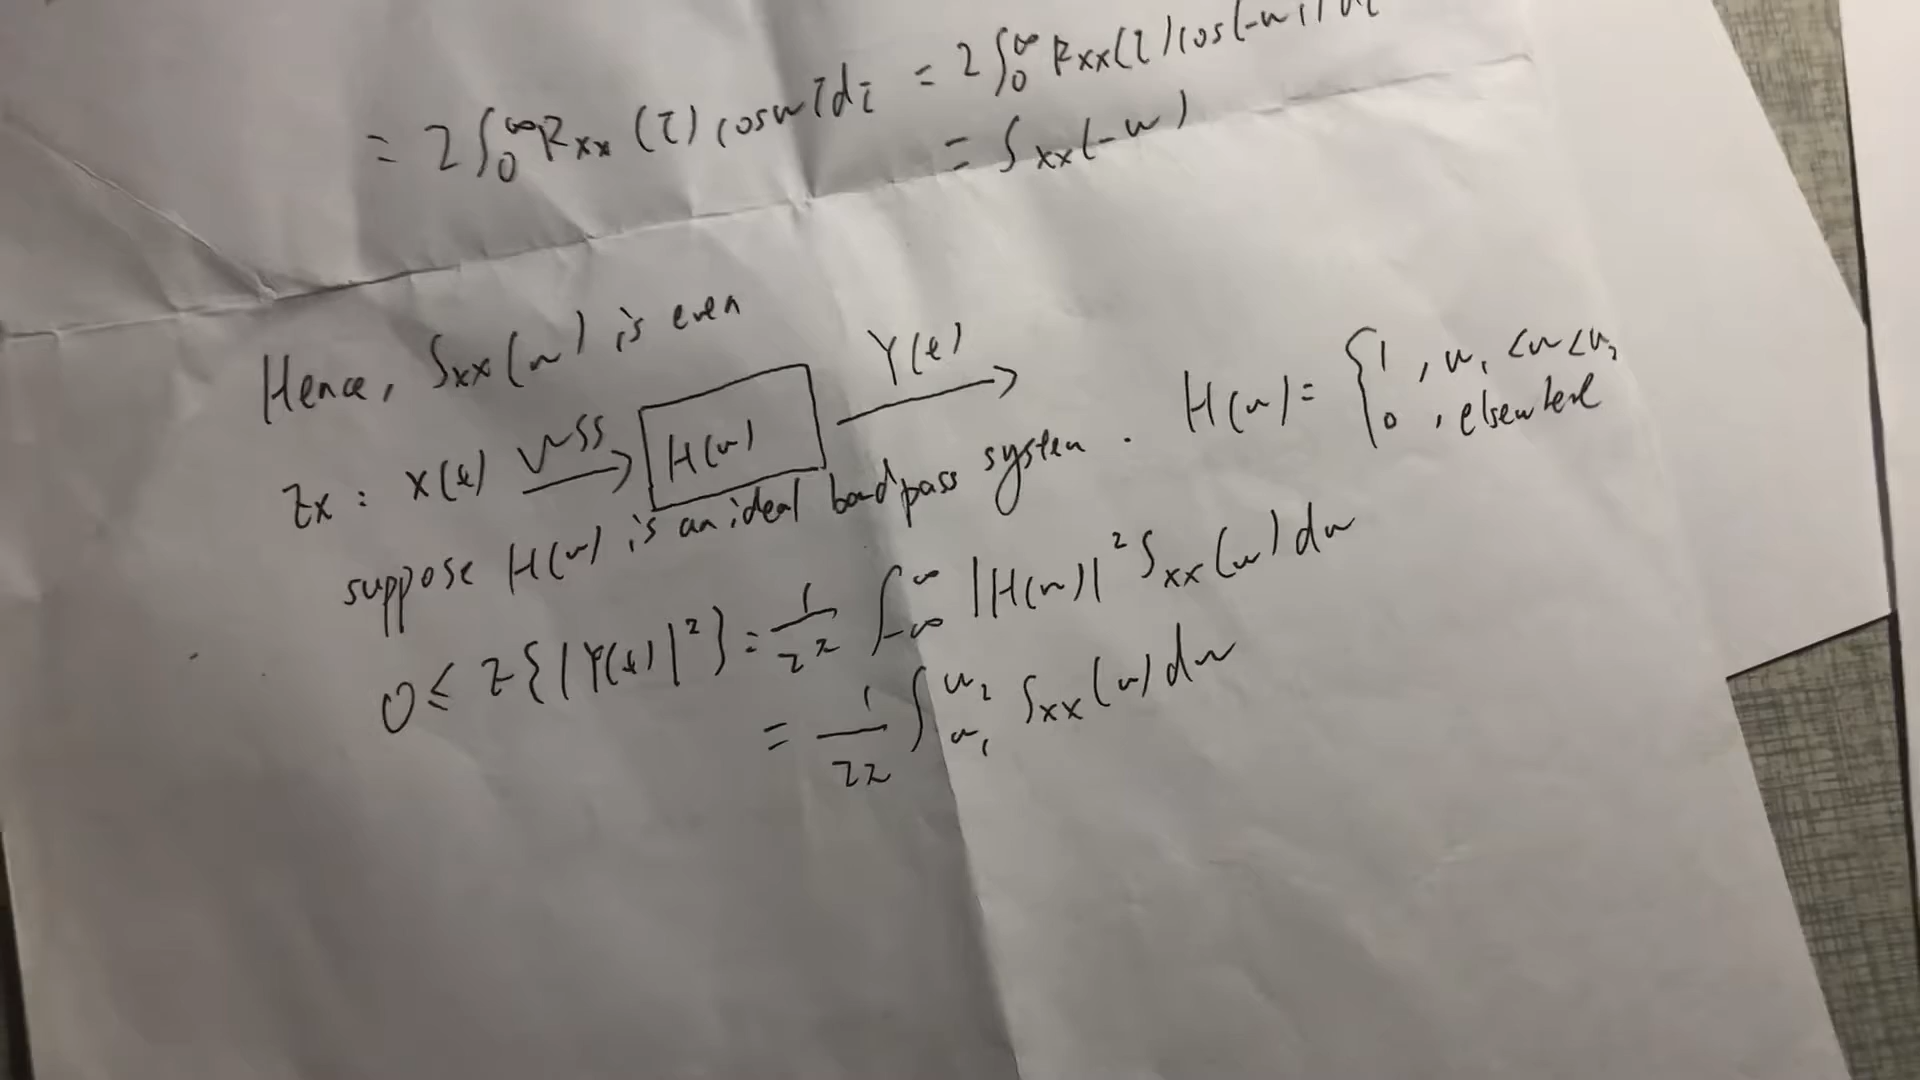 = 2∫₀^∞ Rxx(τ) cosωτdτ = 2∫₀^∞ Rxx(τ)cos(-ωτ)dτ
= Sxx(-ω)
Hence, Sxx(ω) is even
Ex: X(t) WSS → H(ω) Y(t) → H(ω) = { 1, ω₁<ω<ω₂
0, elsewhere
suppose H(ω) is an ideal bandpass system.
0 ≤ E{|Y(t)|²} = 1/2π ∫_{-∞}^{∞} |H(ω)|² Sxx(ω)dω
= 1/2π ∫_{ω₁}^{ω₂} Sxx(ω)dω